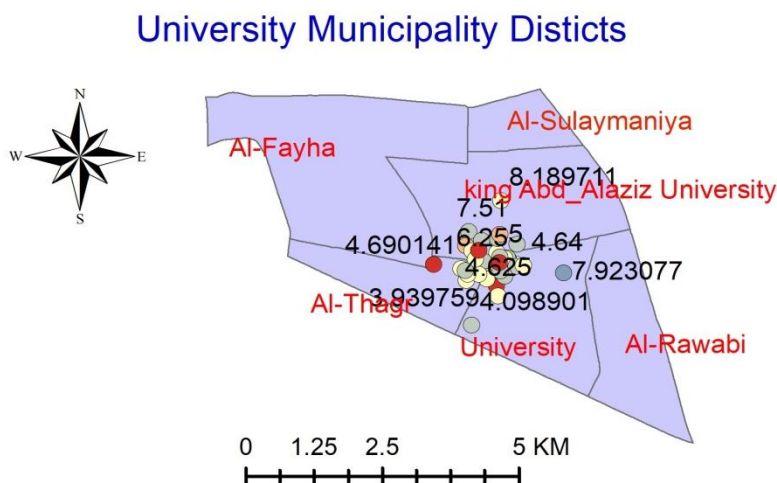 University Municipality Disticts
N
W E
S
Al-Sulaymaniya
Al-Fayha
8.189711
king Abd_Alaziz University
7.51
6.255
4.690141
4.64
4.625
7.923077
3.939759
4.098901
Al-Thagr
University
Al-Rawabi
0 1.25 2.5 5 KM